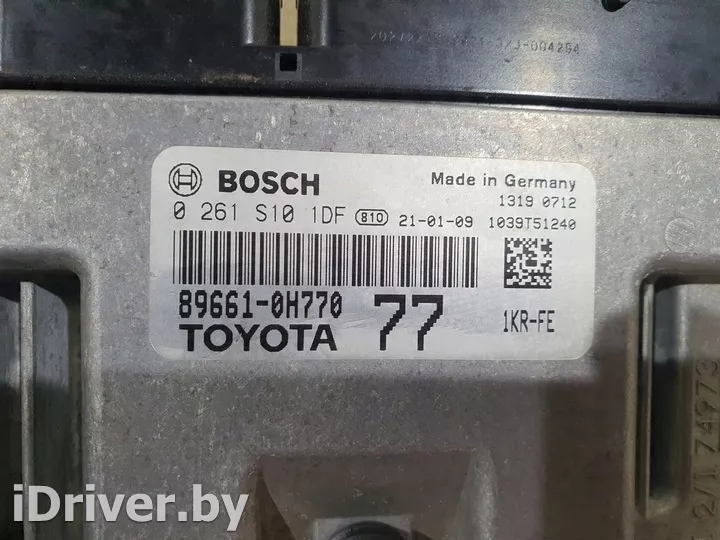 BOSCH
Made in Germany
1319 0712
0 261 S10 1DF 810 21-01-09 1039T51240
89661-0H770
TOYOTA
77
1KR-FE
iDriver.by